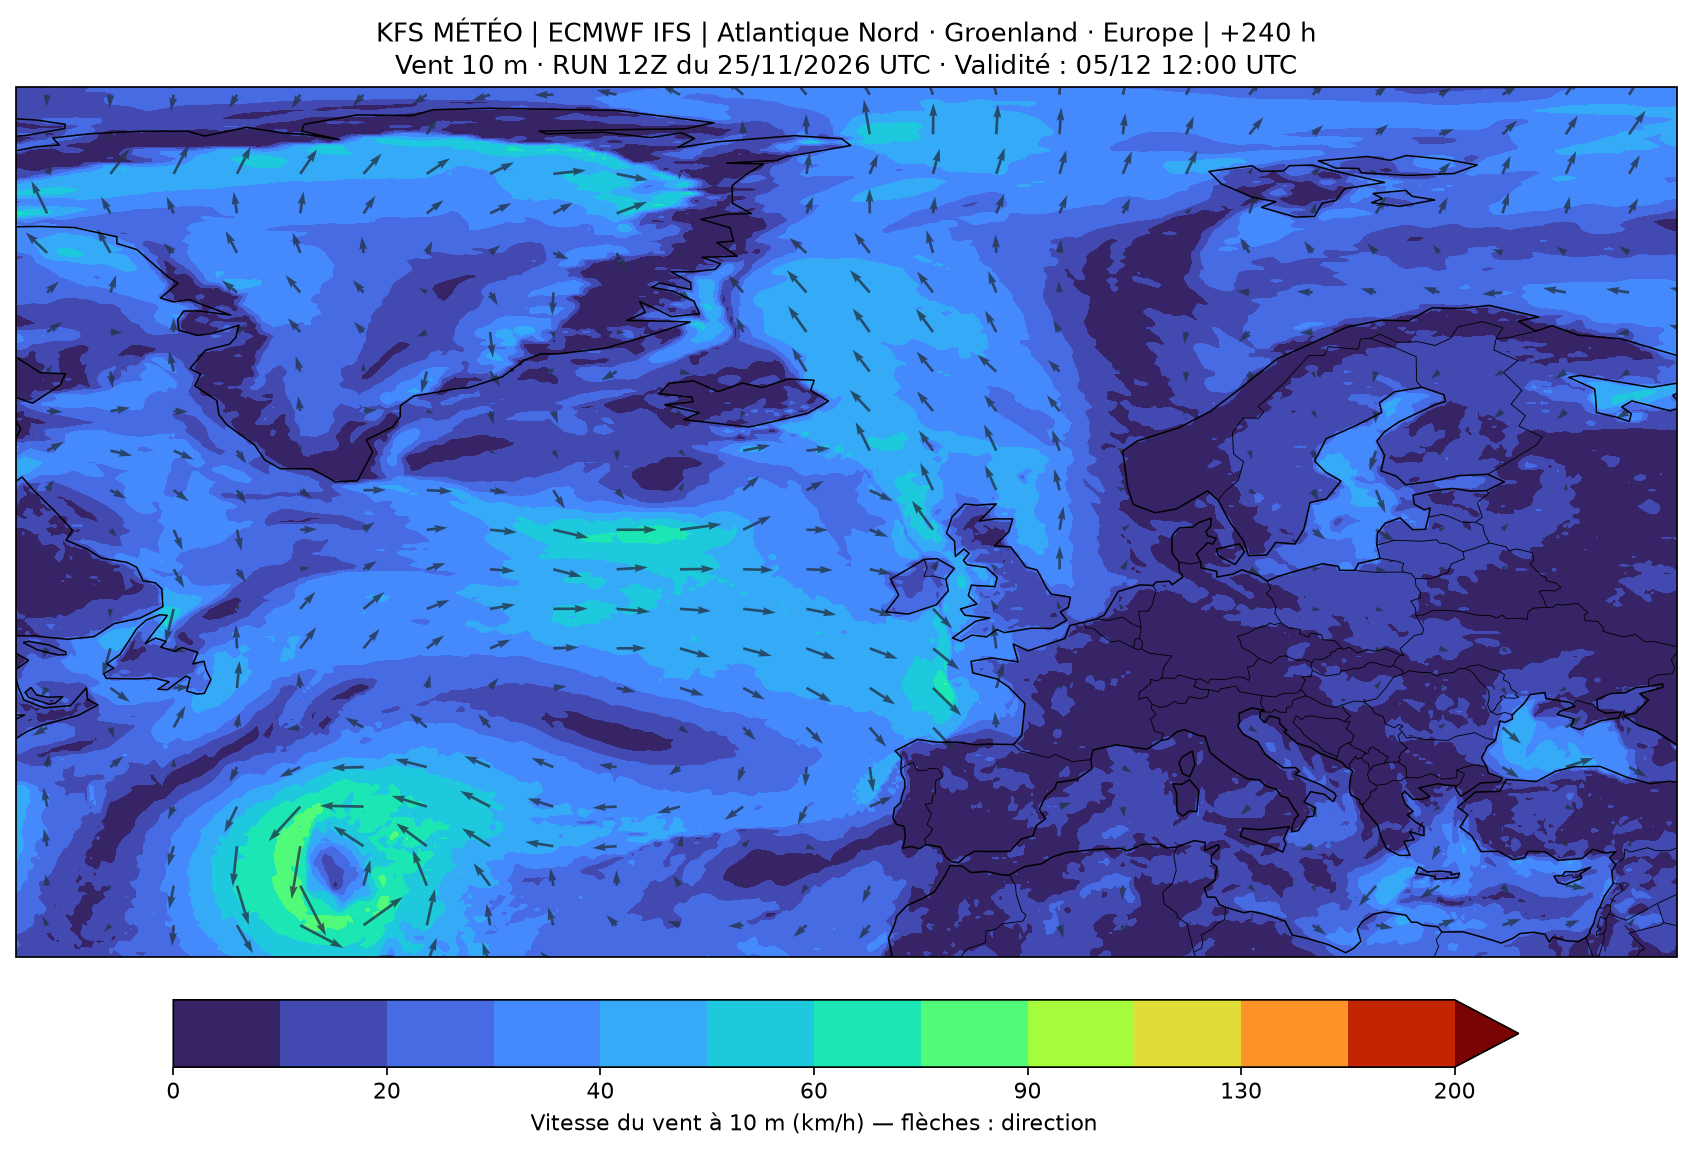 KFS MÉTÉO | ECMWF IFS | Atlantique Nord · Groenland · Europe | +240 h
Vent 10 m · RUN 12Z du 25/11/2026 UTC · Validité : 05/12 12:00 UTC
0 20 40 60 90 130 200
Vitesse du vent à 10 m (km/h) — flèches : direction